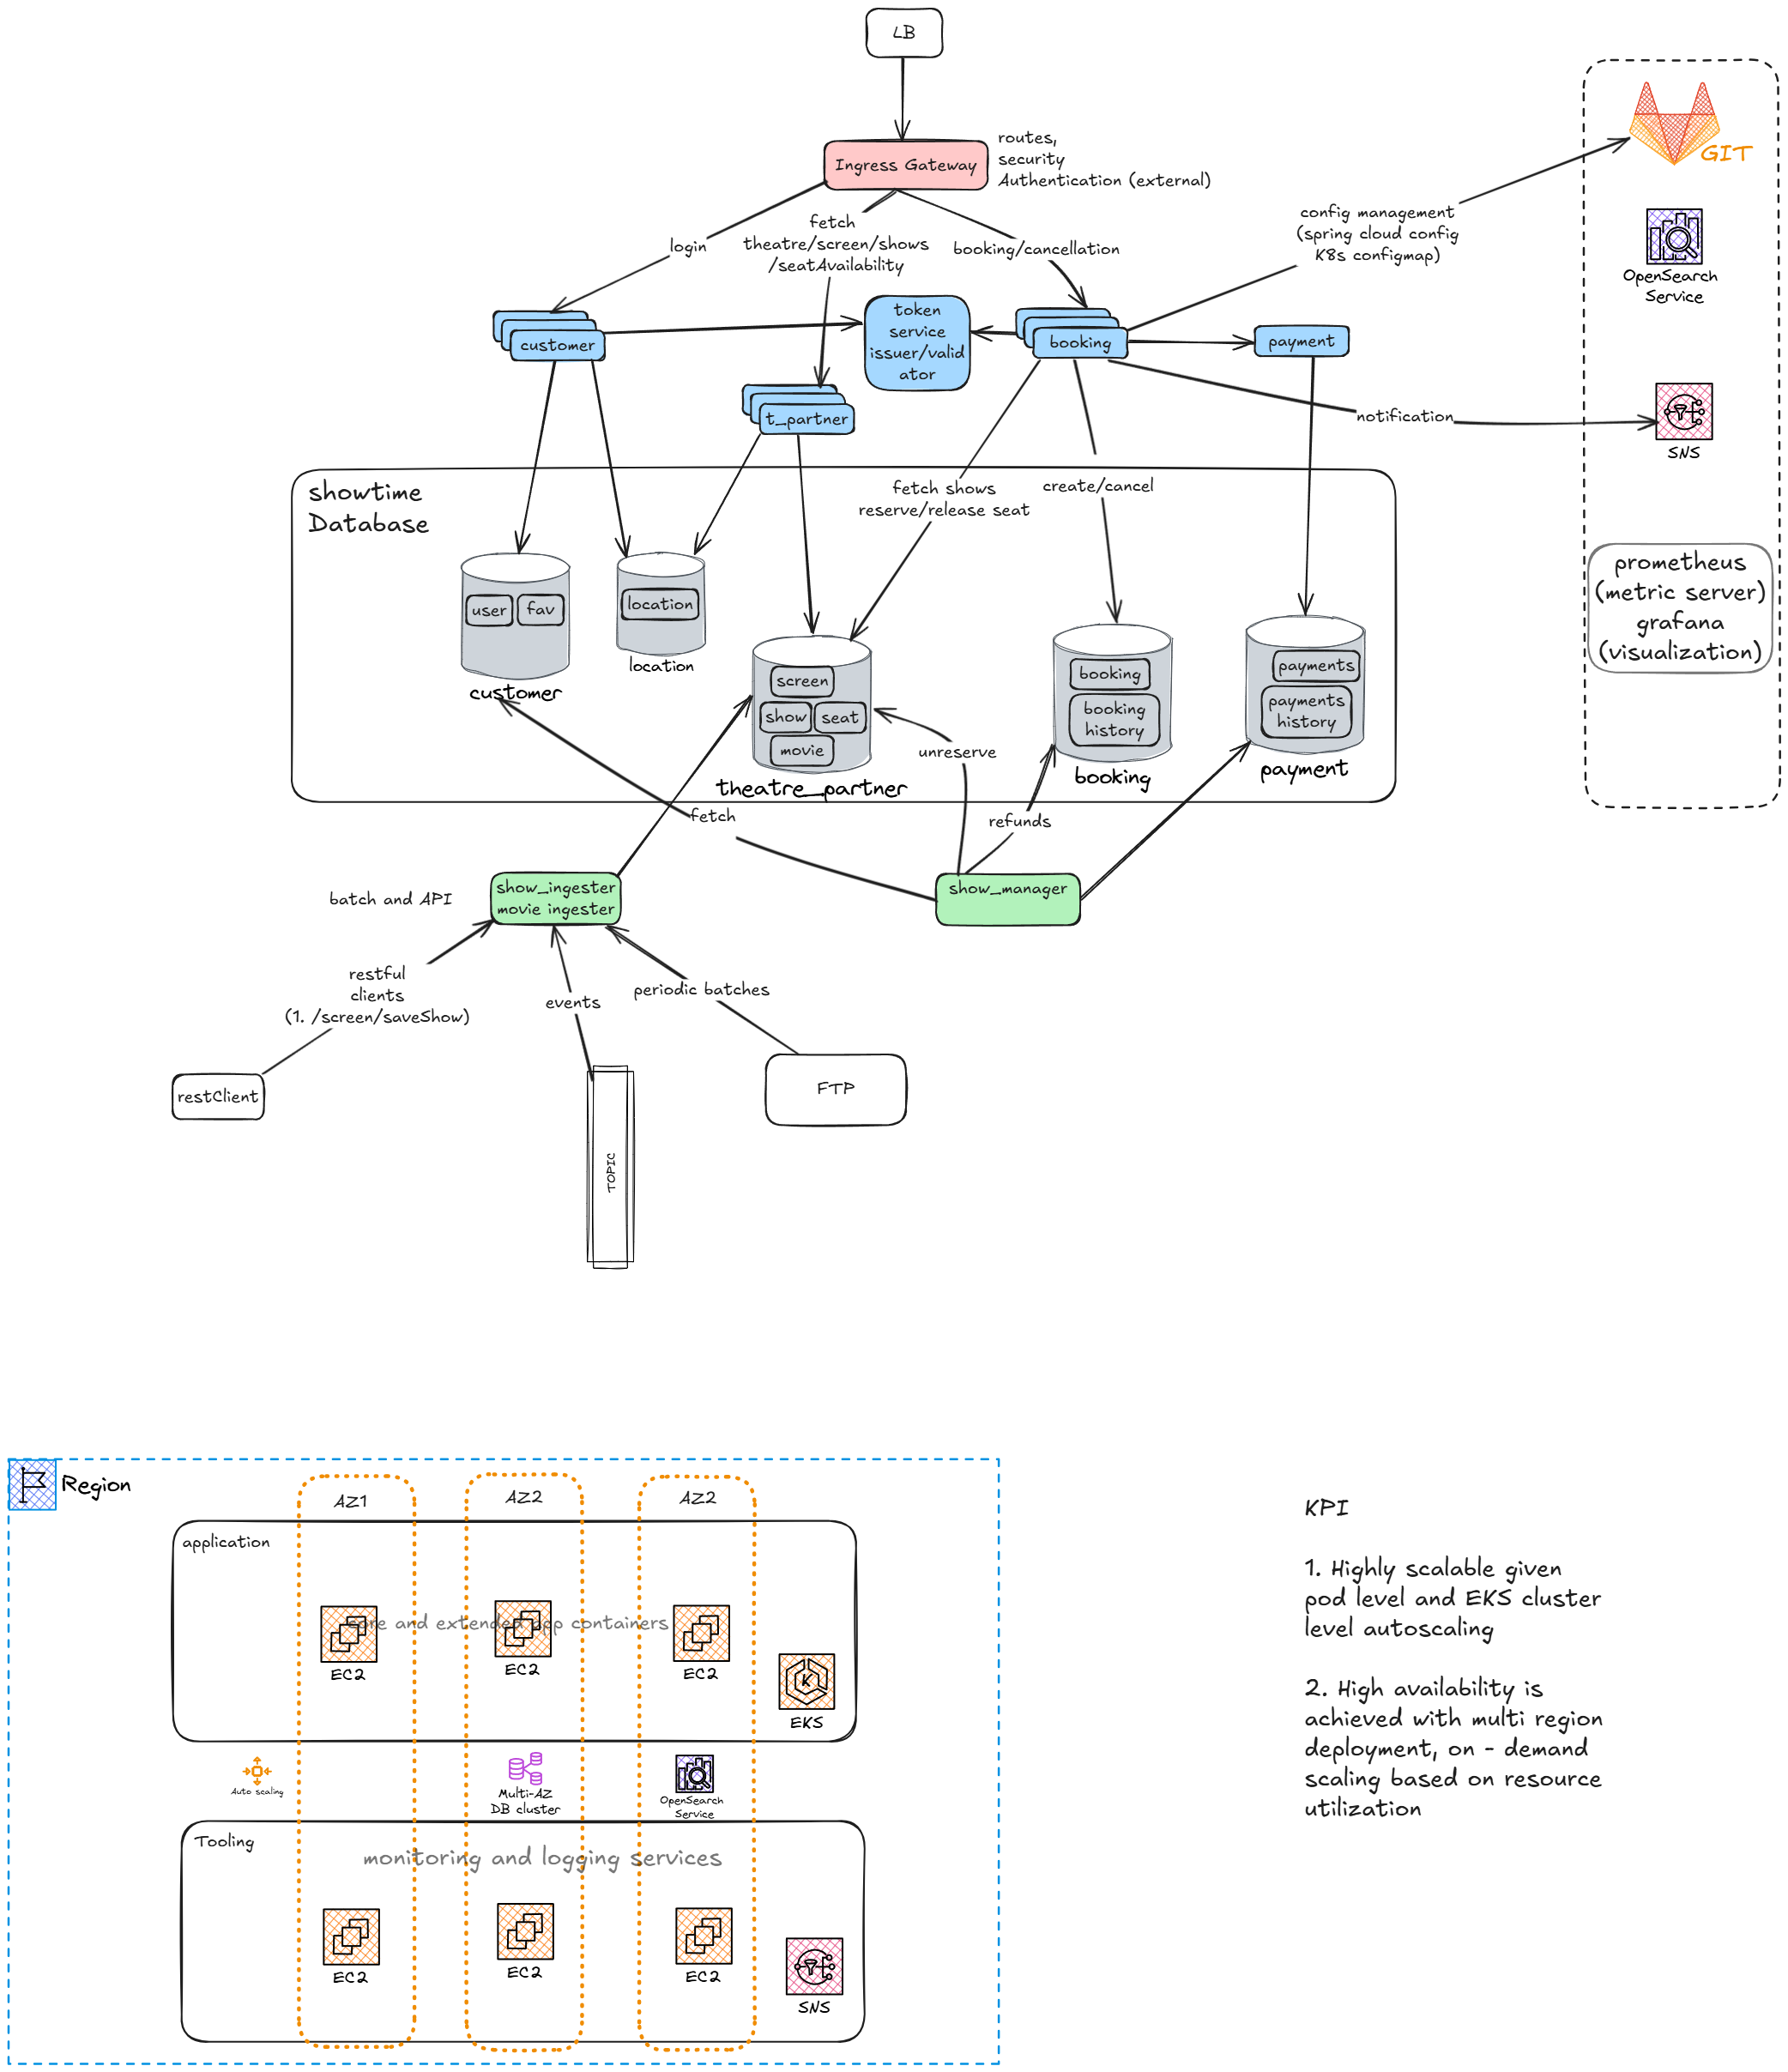 LB
Ingress Gateway
routes,
security
Authentication (external)
GIT
login
fetch
theatre/screen/shows
/seatAvailability
booking/cancellation
config management
(spring cloud config
K8s configmap)
OpenSearch
Service
customer
token
service
issuer/valid
ator
booking
payment
t_partner
notification
SNS
showtime
Database
fetch shows
reserve/release seat
create/cancel
prometheus
(metric server)
grafana
(visualization)
user
fav
customer
location
location
screen
show
seat
movie
theatre_partner
booking
booking
history
booking
payments
payments
history
payment
unreserve
refunds
fetch
batch and API
show_ingester
movie ingester
show_manager
restful
clients
(1. /screen/saveShow)
events
periodic batches
restClient
TOPIC
FTP
Region
AZ1
AZ2
AZ2
application
core and extended app containers
EC2
EC2
EC2
EKS
Auto scaling
Multi-AZ
DB cluster
OpenSearch
Service
Tooling
monitoring and logging services
EC2
EC2
EC2
SNS
KPI
1. Highly scalable given
pod level and EKS cluster
level autoscaling
2. High availability is
achieved with multi region
deployment, on - demand
scaling based on resource
utilization